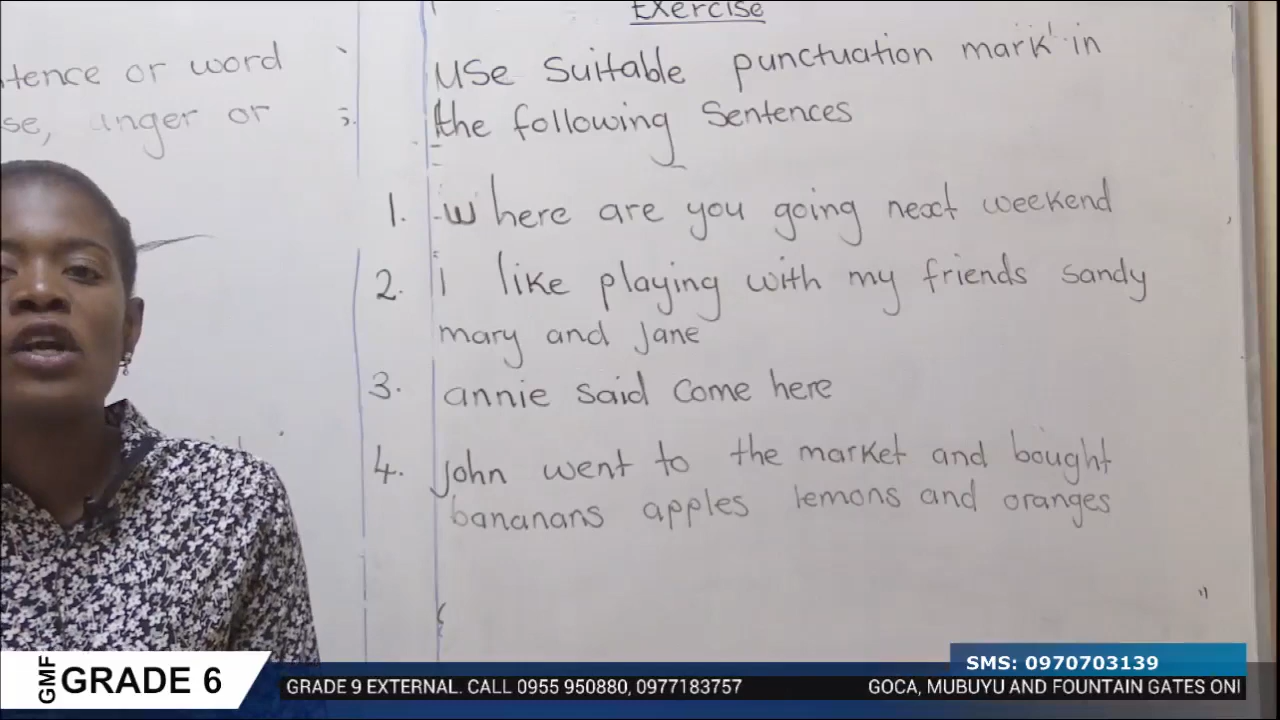 Exercise
ntence or word
se, anger or
Use Suitable punctuation mark in
the following Sentences
1. Where are you going next weekend
2. i like playing with my friends sandy
mary and Jane
3. annie said come here
4. john went to the market and bought
bananans apples lemons and oranges
SMS: 0970703139
GMF GRADE 6
GRADE 9 EXTERNAL. CALL 0955 950880, 0977183757 GOCA, MUBUYU AND FOUNTAIN GATES ONI